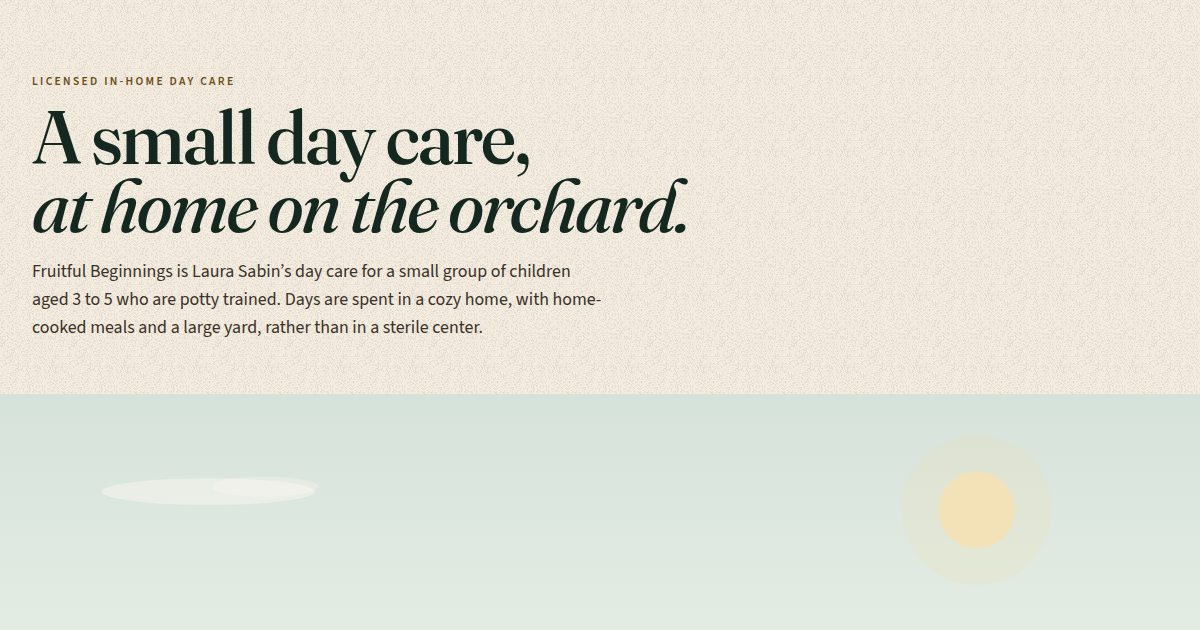 LICENSED IN-HOME DAY CARE
A small day care,
at home on the orchard.
Fruitful Beginnings is Laura Sabin’s day care for a small group of children
aged 3 to 5 who are potty trained. Days are spent in a cozy home, with home-
cooked meals and a large yard, rather than in a sterile center.